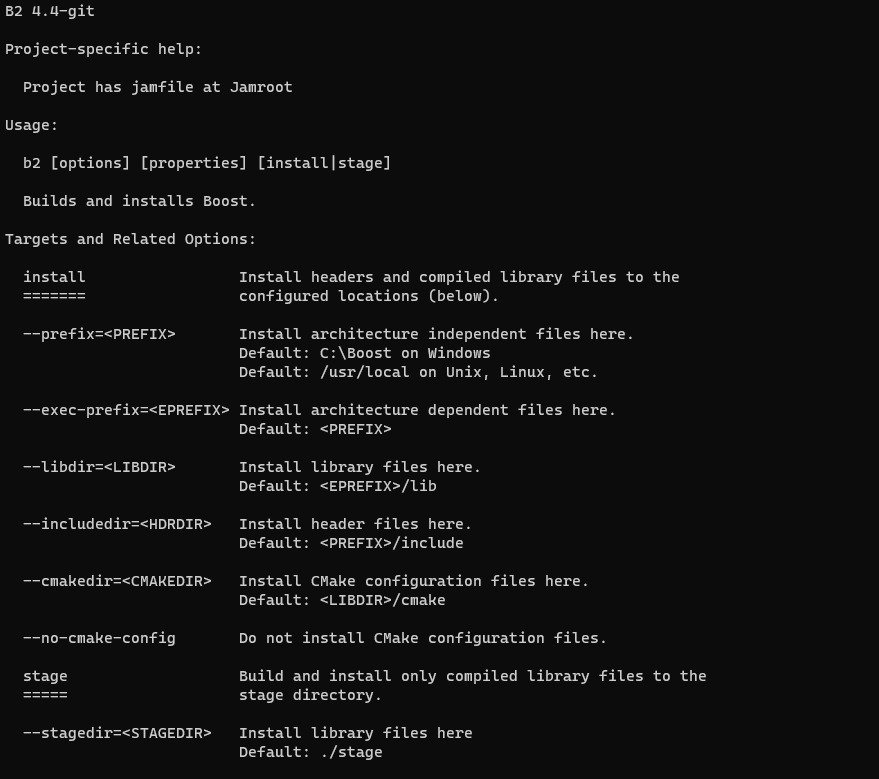 B2 4.4-git
Project-specific help:
  Project has jamfile at Jamroot
Usage:
  b2 [options] [properties] [install|stage]
  Builds and installs Boost.
Targets and Related Options:
  install                 Install headers and compiled library files to the
  =======                 configured locations (below).
  --prefix=<PREFIX>       Install architecture independent files here.
                          Default: C:\Boost on Windows
                          Default: /usr/local on Unix, Linux, etc.
  --exec-prefix=<EPREFIX> Install architecture dependent files here.
                          Default: <PREFIX>
  --libdir=<LIBDIR>       Install library files here.
                          Default: <EPREFIX>/lib
  --includedir=<HDRDIR>   Install header files here.
                          Default: <PREFIX>/include
  --cmakedir=<CMAKEDIR>   Install CMake configuration files here.
                          Default: <LIBDIR>/cmake
  --no-cmake-config       Do not install CMake configuration files.
  stage                   Build and install only compiled library files to the
  =====                   stage directory.
  --stagedir=<STAGEDIR>   Install library files here
                          Default: ./stage